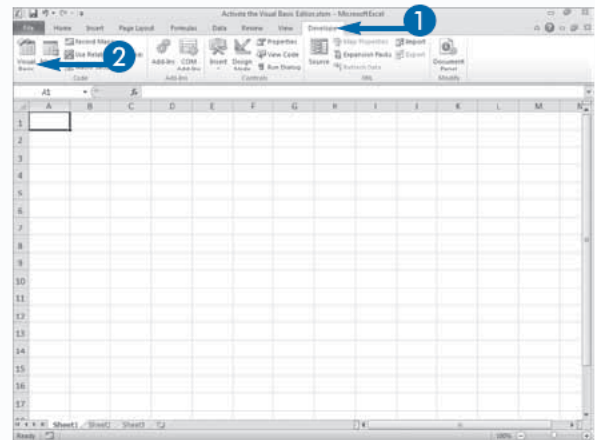 Activate the Visual Basic Editor.xlsm - Microsoft Excel
File Home Insert Page Layout Formulas Data Review View Developer
1
Visual Basic
Record Macro
Use Relat
2
Code
Add-Ins COM Add-Ins
Add-Ins
Insert Design Mode
Properties
View Code
Run Dialog
Controls
Source
Map Properties
Expansion Packs
Refresh Data
Import
Export
XML
Document Panel
Modify
A1 fx
A B C D E F G H I J K L M N
1
2
3
4
5
6
7
8
9
10
11
12
13
14
15
16
17
Sheet1 Sheet2 Sheet3
Ready 100%